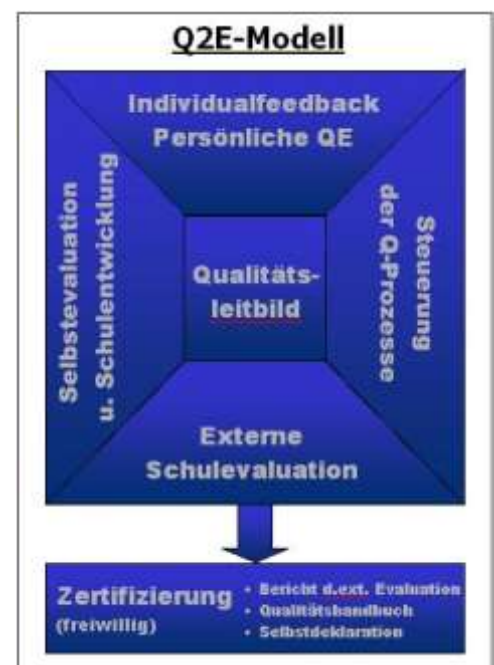 Q2E-Modell
Individualfeedback
Persönliche QE
Selbstevaluation
u. Schulentwicklung
Qualitäts-
leitbild
Steuerung
der Q-Prozesse
Externe
Schulevaluation
Zertifizierung
(freiwillig)
• Bericht d.ext. Evaluation
• Qualitätshandbuch
• Selbstdeklaration